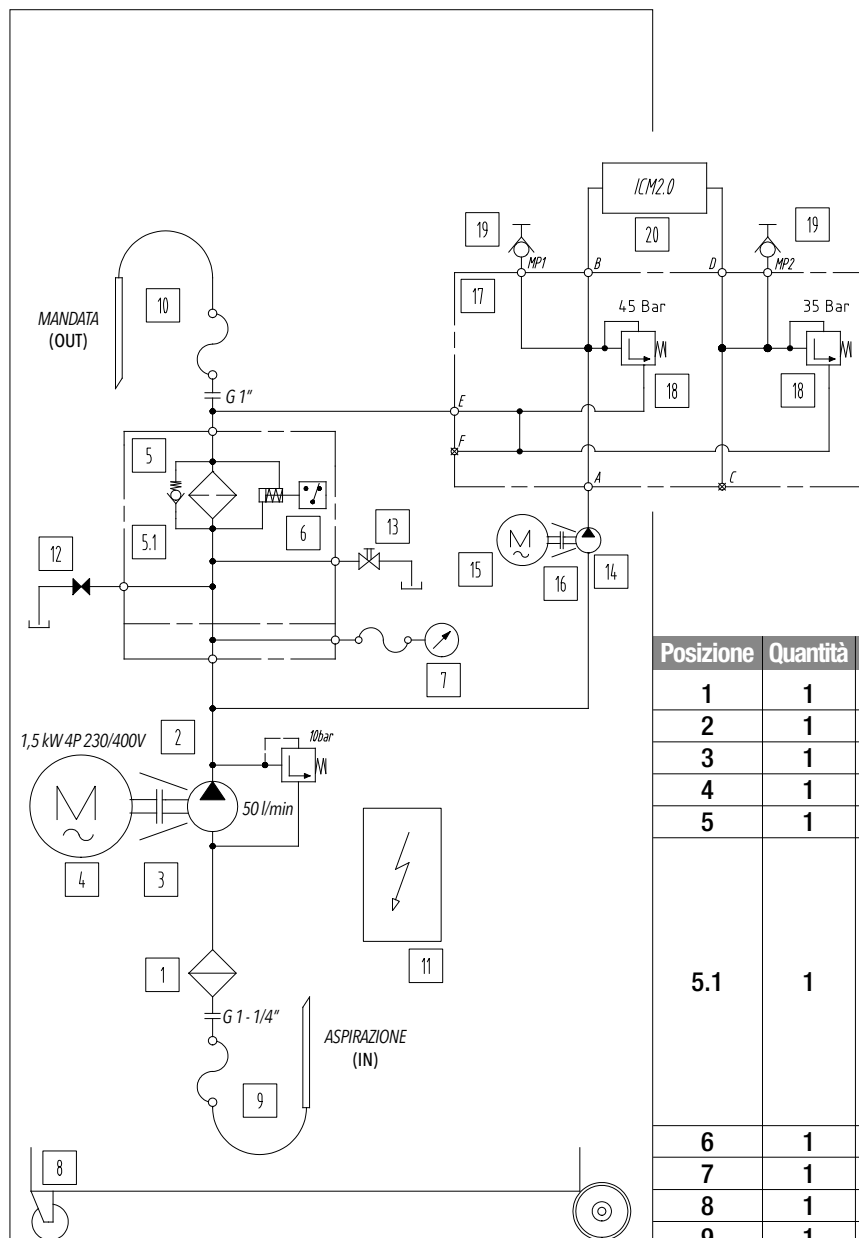 ICM2.0
20
19
19
MP1
B
D
MP2
17
45 Bar
35 Bar
18
18
10
MANDATA
(OUT)
G 1"
E
F
A
C
5
5.1
6
13
12
7
15
16
14
1,5 kW 4P 230/400V
2
10bar
50 l/min
4
3
11
1
G 1 - 1/4"
ASPIRAZIONE
(IN)
9
8
M
M
Posizione Quantità
1 1
2 1
3 1
4 1
5 1
5.1 1
6 1
7 1
8 1
9 1